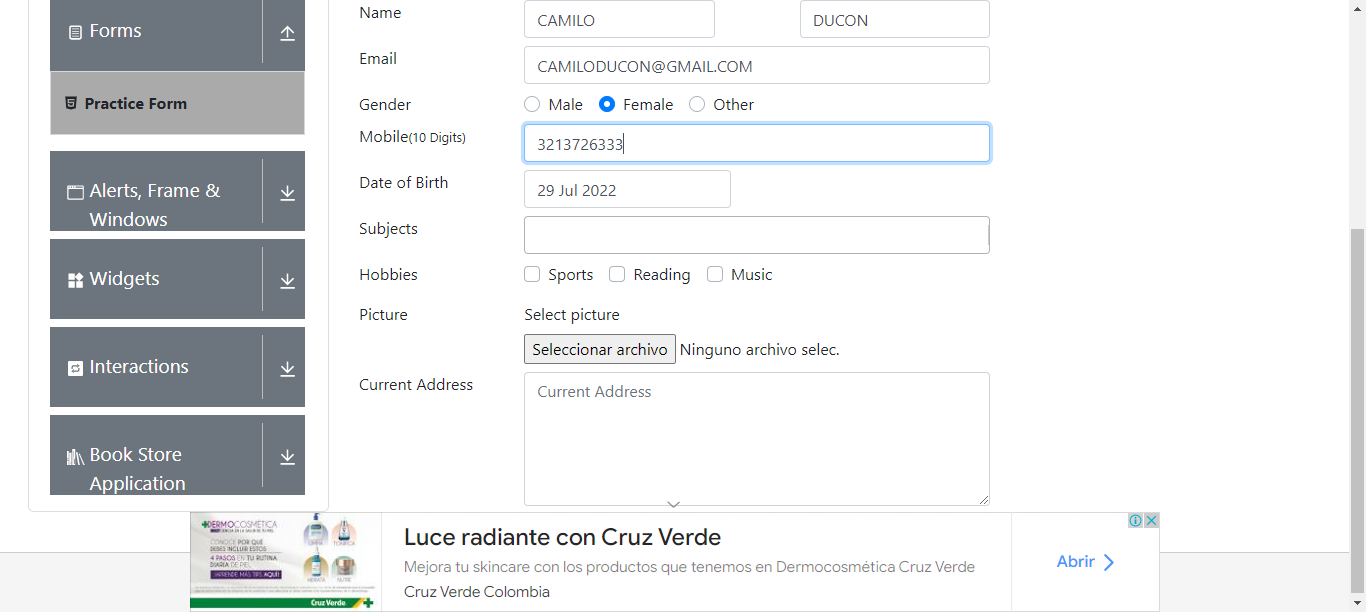 Forms
Practice Form
Alerts, Frame &
Windows
Widgets
Interactions
Book Store
Application
Name
CAMILO
DUCON
Email
CAMILODUCON@GMAIL.COM
Gender
Male
Female
Other
Mobile(10 Digits)
3213726333
Date of Birth
29 Jul 2022
Subjects
Hobbies
Sports
Reading
Music
Picture
Select picture
Seleccionar archivo Ninguno archivo selec.
Current Address
Current Address
DERMOCOSMÉTICA
CONOCE POR QUÉ
DEBES INCLUIR ESTOS
4 PASOS EN TU RUTINA
DIARIA DE PIEL
¡APRENDE MÁS TIPS AQUÍ!
LIMPIA
TONIFICA
HIDRATA
NUTRE
Cruz Verde
Luce radiante con Cruz Verde
Mejora tu skincare con los productos que tenemos en Dermocosmética Cruz Verde
Cruz Verde Colombia
Abrir